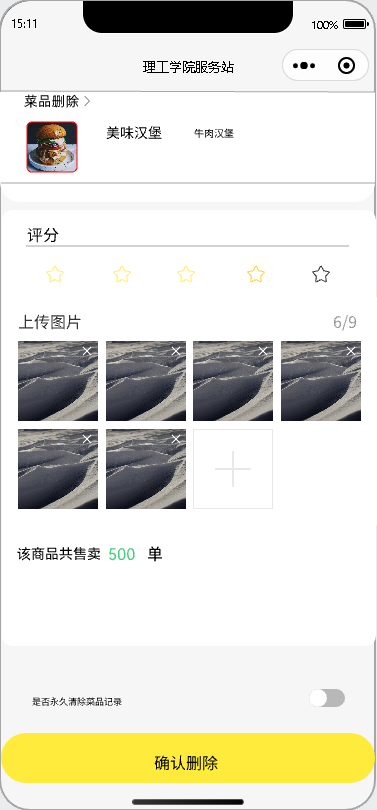 15:11 100%
理工学院服务站
菜品删除
美味汉堡 牛肉汉堡
评分
上传图片 6/9
该商品共售卖 500 单
是否永久清除菜品记录
确认删除